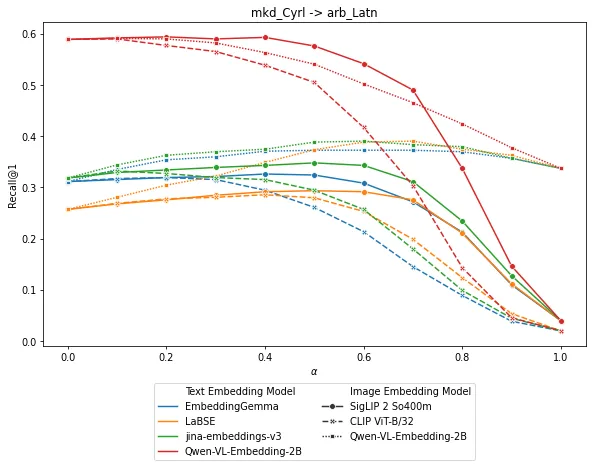 mkd_Cyrl -> arb_Latn
Recall@1
0.6
0.5
0.4
0.3
0.2
0.1
0.0
0.0 0.2 0.4 0.6 0.8 1.0
α
Text Embedding Model Image Embedding Model
EmbeddingGemma SigLIP 2 So400m
LaBSE CLIP ViT-B/32
jina-embeddings-v3 Qwen-VL-Embedding-2B
Qwen-VL-Embedding-2B